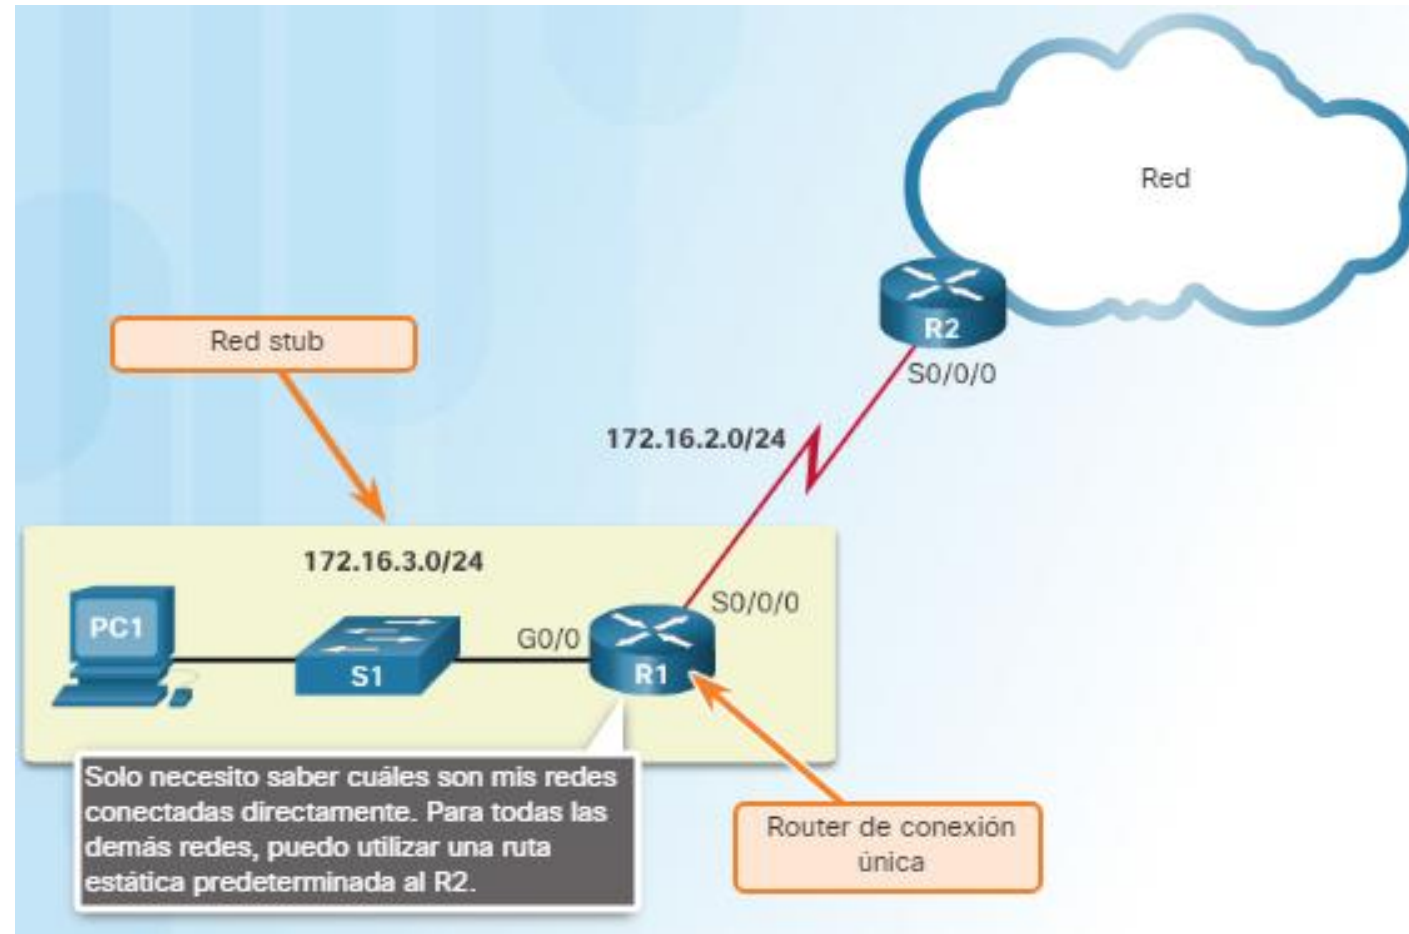 Red
R2
S0/0/0
Red stub
172.16.2.0/24
172.16.3.0/24
S0/0/0
PC1
G0/0
S1
R1
Solo necesito saber cuáles son mis redes
conectadas directamente. Para todas las
demás redes, puedo utilizar una ruta
estática predeterminada al R2.
Router de conexión
única